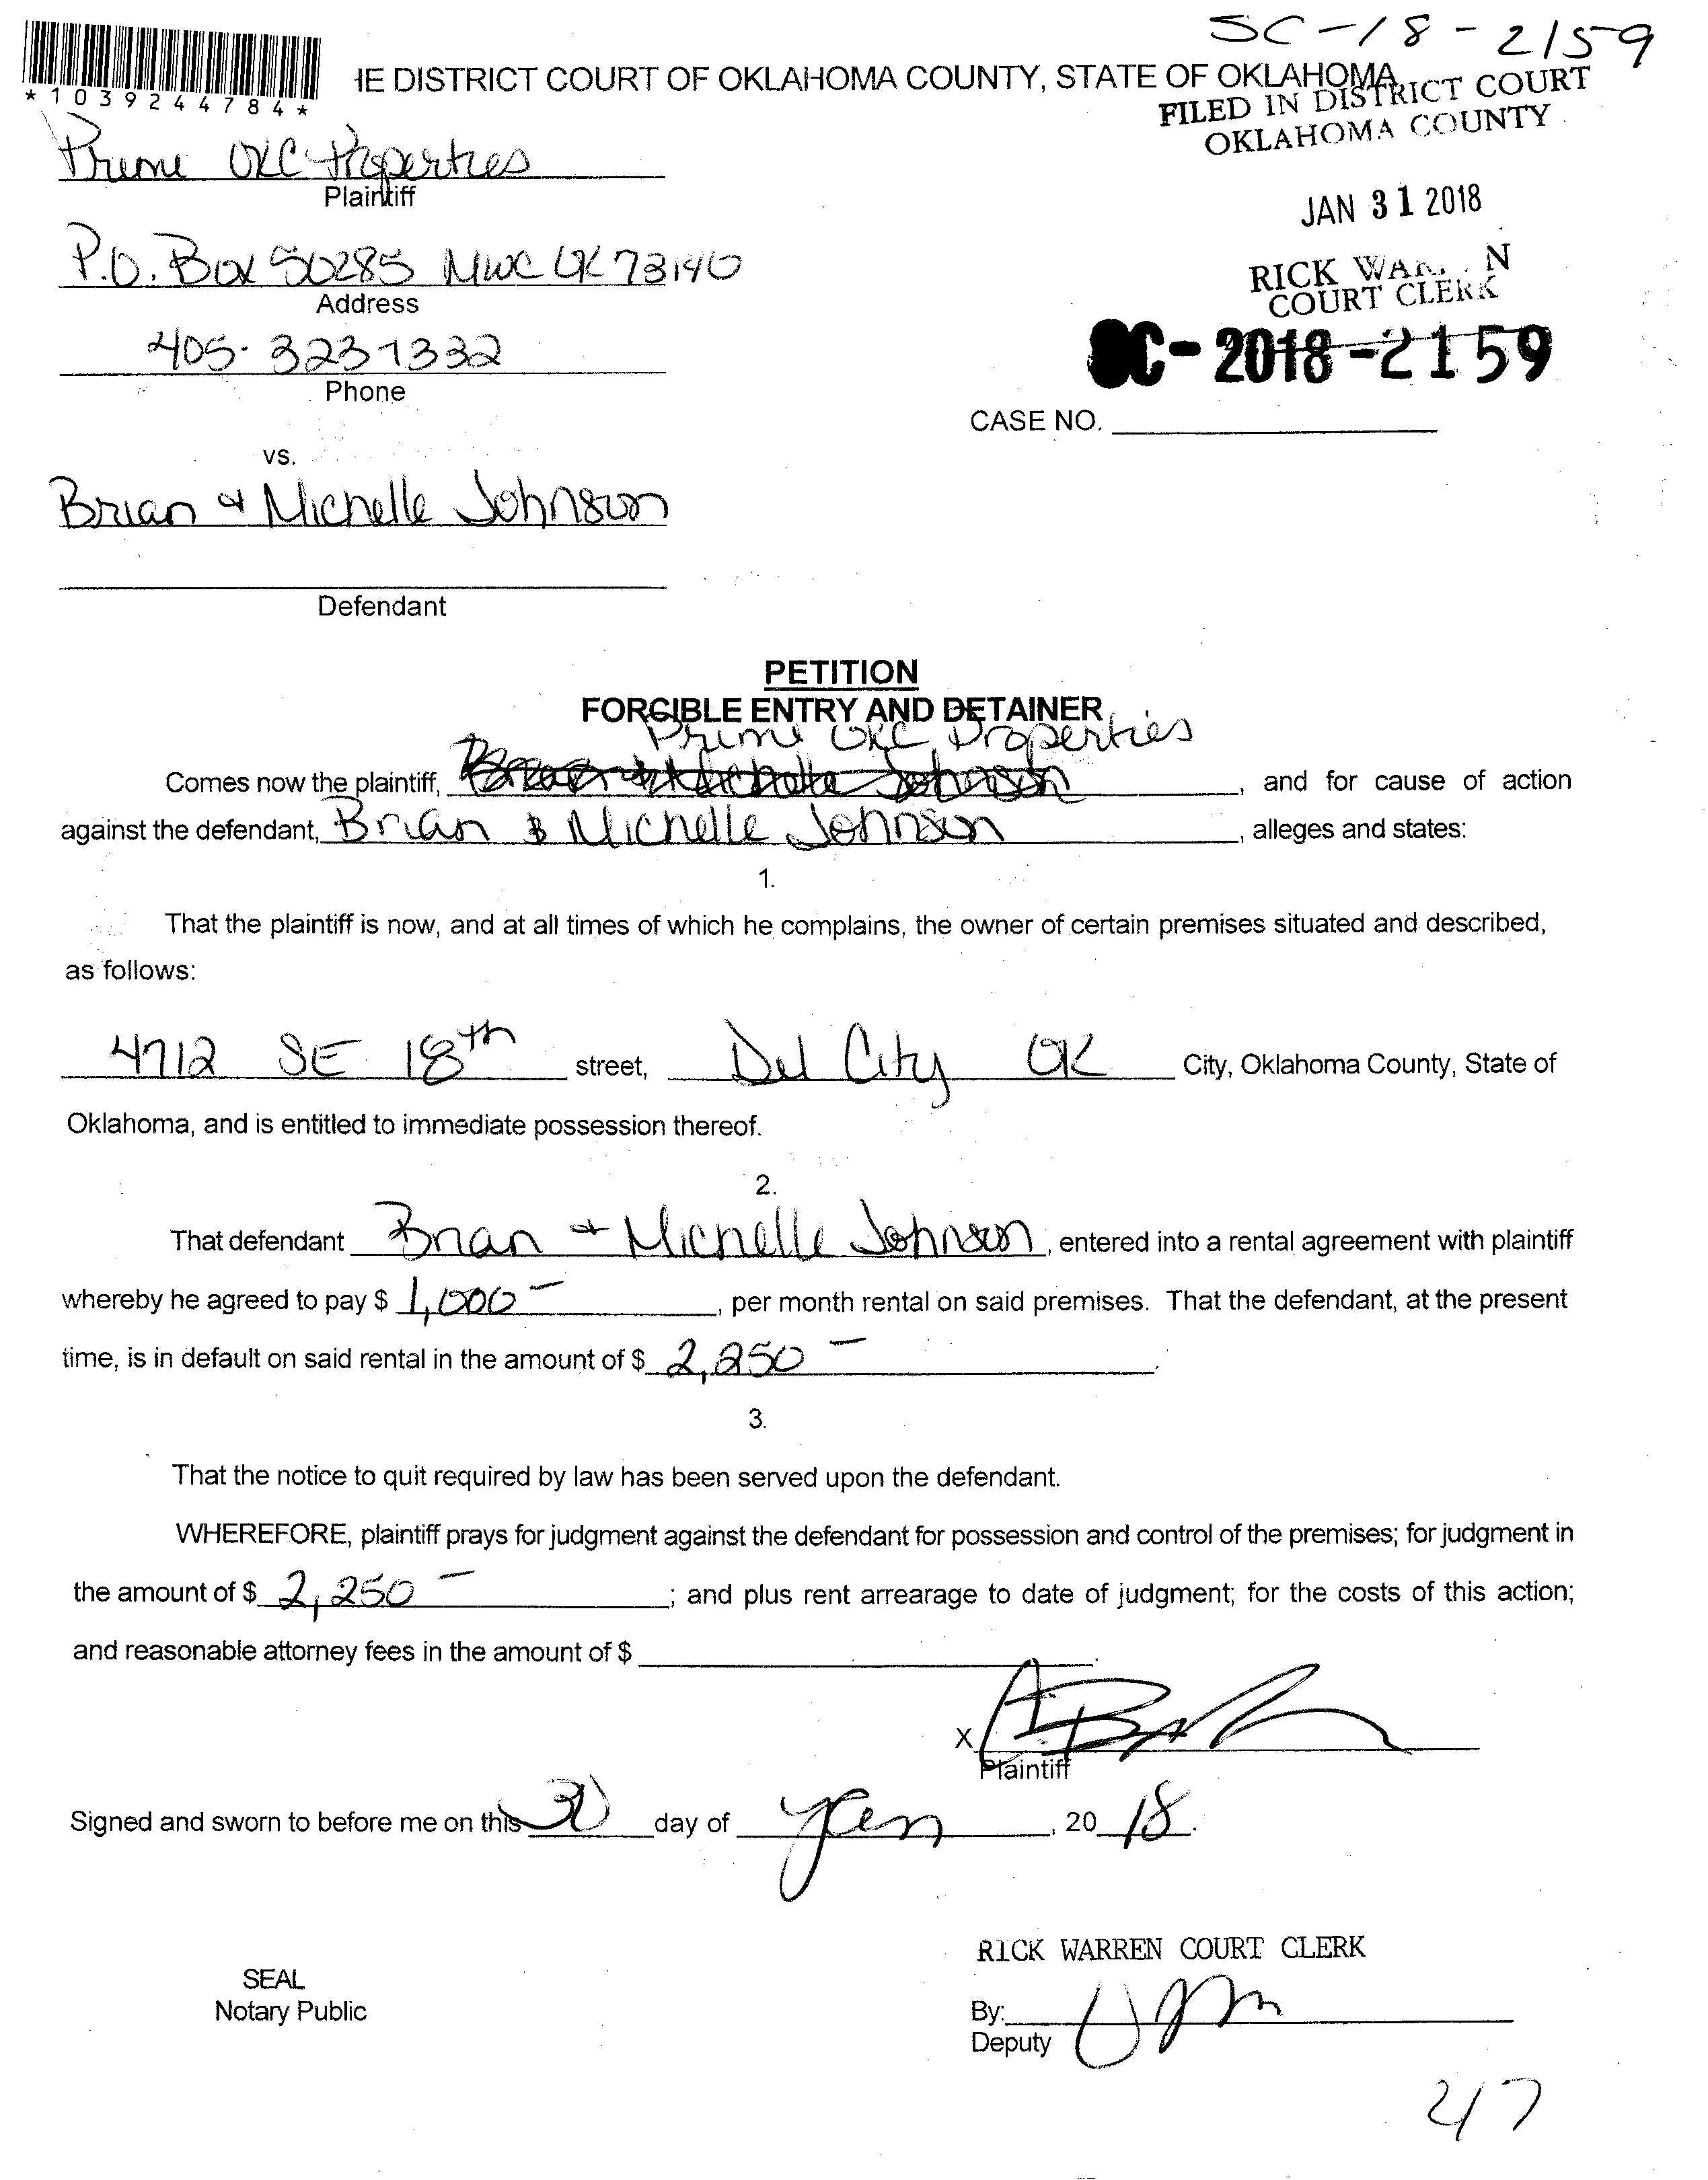 SC-18-2159
*1039244784*
HE DISTRICT COURT OF OKLAHOMA COUNTY, STATE OF OKLAHOMA
FILED IN DISTRICT COURT
OKLAHOMA COUNTY
Prime OKC Properties
Plaintiff
JAN 31 2018
P.O. Box 50285 MWC OK 73140
Address
RICK WAR N
COURT CLERK
405-3231332
Phone
SC-2018-2159
CASE NO.
vs.
Brian & Michelle Johnson
Defendant
PETITION
FORCIBLE ENTRY AND DETAINER
Prime OKC Properties
Comes now the plaintiff, Brian & Michelle Johnson, and for cause of action
against the defendant, Brian & Michelle Johnson, alleges and states:
1.
That the plaintiff is now, and at all times of which he complains, the owner of certain premises situated and described,
as follows:
4712 SE 18th street, Del City OK City, Oklahoma County, State of
Oklahoma, and is entitled to immediate possession thereof.
2.
That defendant Brian + Michelle Johnson, entered into a rental agreement with plaintiff
whereby he agreed to pay $ 1,000-, per month rental on said premises. That the defendant, at the present
time, is in default on said rental in the amount of $ 2,250-.
3.
That the notice to quit required by law has been served upon the defendant.
WHEREFORE, plaintiff prays for judgment against the defendant for possession and control of the premises; for judgment in
the amount of $ 2,250-; and plus rent arrearage to date of judgment; for the costs of this action;
and reasonable attorney fees in the amount of $ .
X
Plaintiff
Signed and sworn to before me on this 30 day of Jan, 2018.
RICK WARREN COURT CLERK
SEAL
Notary Public
By:
Deputy
217